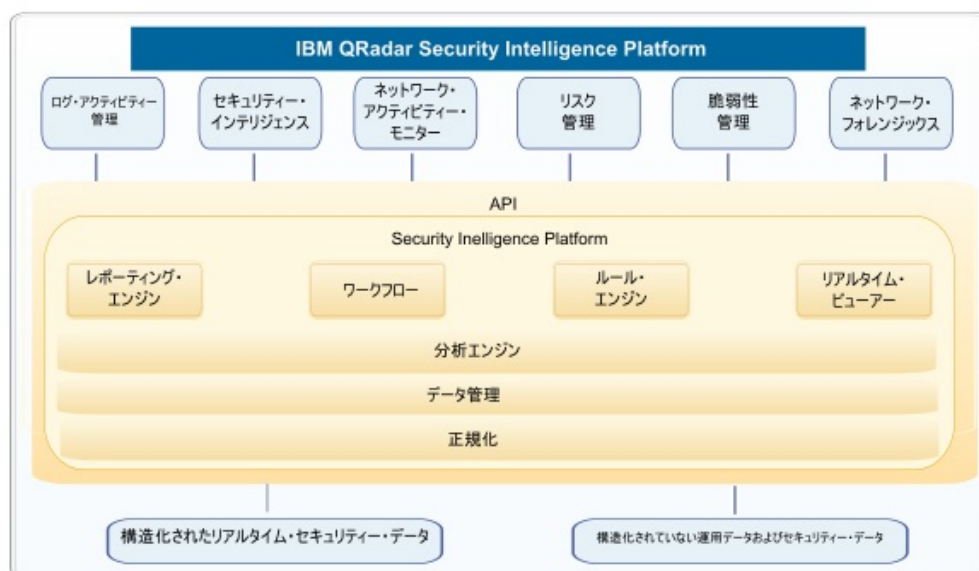 IBM QRadar Security Intelligence Platform
ログ・アクティビティー
管理
セキュリティー・
インテリジェンス
ネットワーク・
アクティビティー・
モニター
リスク
管理
脆弱性
管理
ネットワーク・
フォレンジックス
API
Security Inelligence Platform
レポーティング・
エンジン
ワークフロー
ルール・
エンジン
リアルタイム・
ビューアー
分析エンジン
データ管理
正規化
構造化されたリアルタイム・セキュリティー・データ
構造化されていない運用データおよびセキュリティー・データ